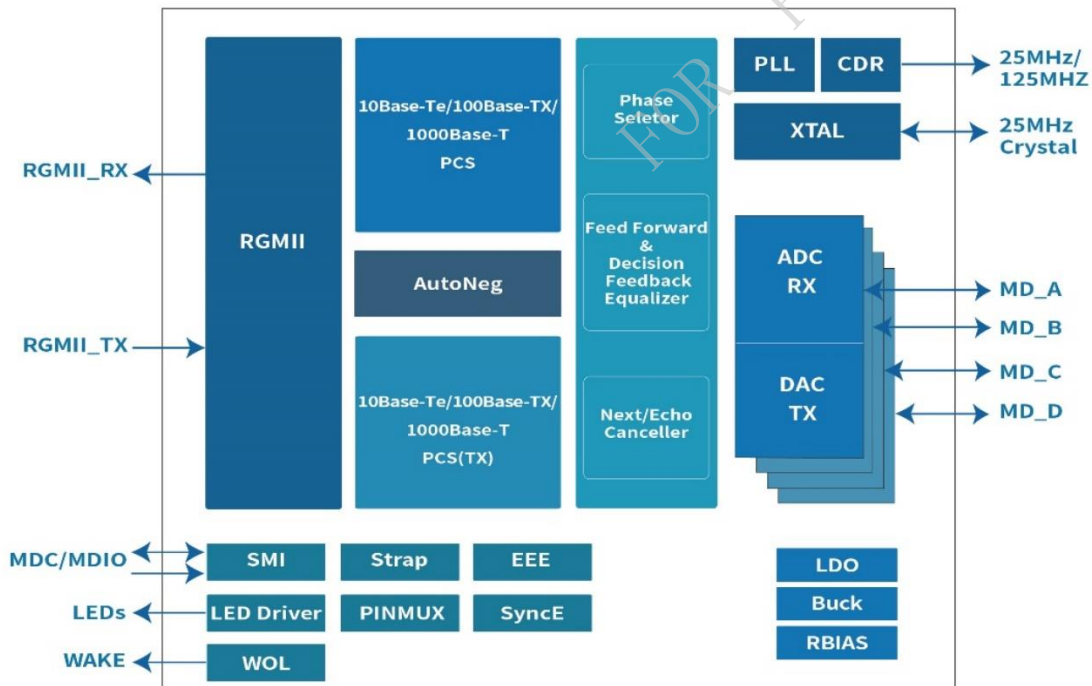 FOR
PLL
CDR
25MHz/
125MHZ
XTAL
25MHz
Crystal
10Base-Te/100Base-TX/
1000Base-T
PCS
Phase
Seletor
RGMII_RX
RGMII
Feed Forward
&
Decision
Feedback
Equalizer
AutoNeg
ADC
RX
MD_A
MD_B
RGMII_TX
MD_C
DAC
TX
MD_D
10Base-Te/100Base-TX/
1000Base-T
PCS(TX)
Next/Echo
Canceller
MDC/MDIO
SMI
Strap
EEE
LDO
LEDs
LED Driver
PINMUX
SyncE
Buck
WAKE
WOL
RBIAS